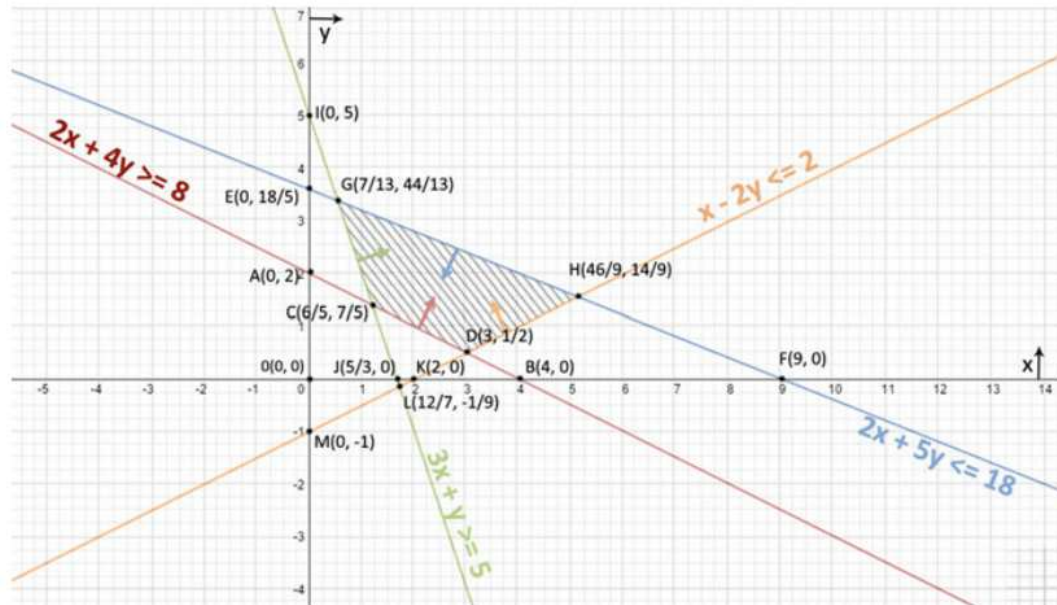 7
y
6
5
I(0, 5)
2x + 4y >= 8
4
G(7/13, 44/13)
x - 2y <= 2
E(0, 18/5)
3
A(0, 2)
2
H(46/9, 14/9)
C(6/5, 7/5)
1
D(3, 1/2)
0(0, 0)
J(5/3, 0)
K(2, 0)
B(4, 0)
F(9, 0)
x
-5 -4 -3 -2 -1 0 1 2 3 4 5 6 7 8 9 10 11 12 13 14
L(12/7, -1/9)
-1
M(0, -1)
2x + 5y <= 18
-2
3x + y >= 5
-3
-4